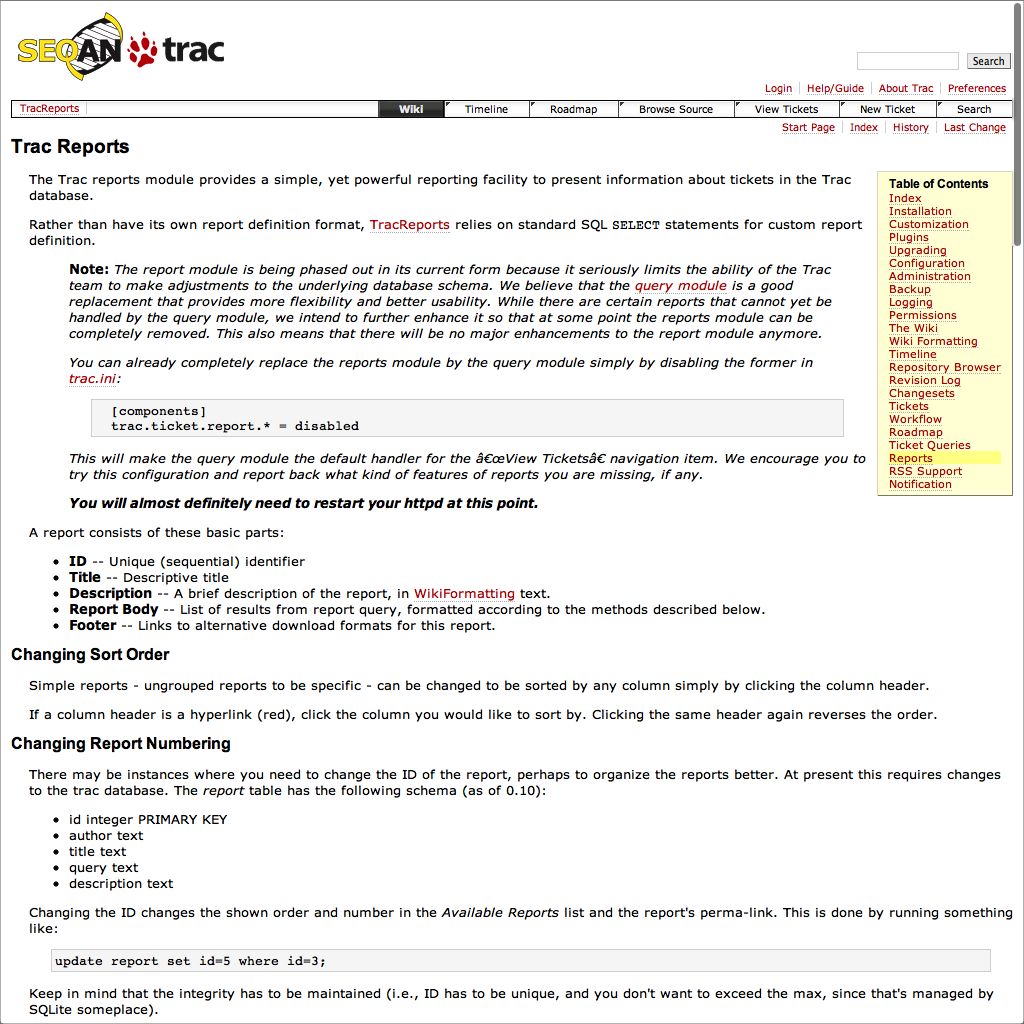 SEQAN trac
Search
Login Help/Guide About Trac Preferences
TracReports Wiki Timeline Roadmap Browse Source View Tickets New Ticket Search
Start Page Index History Last Change
Trac Reports
The Trac reports module provides a simple, yet powerful reporting facility to present information about tickets in the Trac
database.
Rather than have its own report definition format, TracReports relies on standard SQL SELECT statements for custom report
definition.
Note: The report module is being phased out in its current form because it seriously limits the ability of the Trac
team to make adjustments to the underlying database schema. We believe that the query module is a good
replacement that provides more flexibility and better usability. While there are certain reports that cannot yet be
handled by the query module, we intend to further enhance it so that at some point the reports module can be
completely removed. This also means that there will be no major enhancements to the report module anymore.
You can already completely replace the reports module by the query module simply by disabling the former in
trac.ini:
[components]
trac.ticket.report.* = disabled
This will make the query module the default handler for the â€œView Ticketsâ€ navigation item. We encourage you to
try this configuration and report back what kind of features of reports you are missing, if any.
You will almost definitely need to restart your httpd at this point.
Table of Contents
Index
Installation
Customization
Plugins
Upgrading
Configuration
Administration
Backup
Logging
Permissions
The Wiki
Wiki Formatting
Timeline
Repository Browser
Revision Log
Changesets
Tickets
Workflow
Roadmap
Ticket Queries
Reports
RSS Support
Notification
A report consists of these basic parts:
• ID -- Unique (sequential) identifier
• Title -- Descriptive title
• Description -- A brief description of the report, in WikiFormatting text.
• Report Body -- List of results from report query, formatted according to the methods described below.
• Footer -- Links to alternative download formats for this report.
Changing Sort Order
Simple reports - ungrouped reports to be specific - can be changed to be sorted by any column simply by clicking the column header.
If a column header is a hyperlink (red), click the column you would like to sort by. Clicking the same header again reverses the order.
Changing Report Numbering
There may be instances where you need to change the ID of the report, perhaps to organize the reports better. At present this requires changes
to the trac database. The report table has the following schema (as of 0.10):
• id integer PRIMARY KEY
• author text
• title text
• query text
• description text
Changing the ID changes the shown order and number in the Available Reports list and the report's perma-link. This is done by running something
like:
update report set id=5 where id=3;
Keep in mind that the integrity has to be maintained (i.e., ID has to be unique, and you don't want to exceed the max, since that's managed by
SQLite someplace).